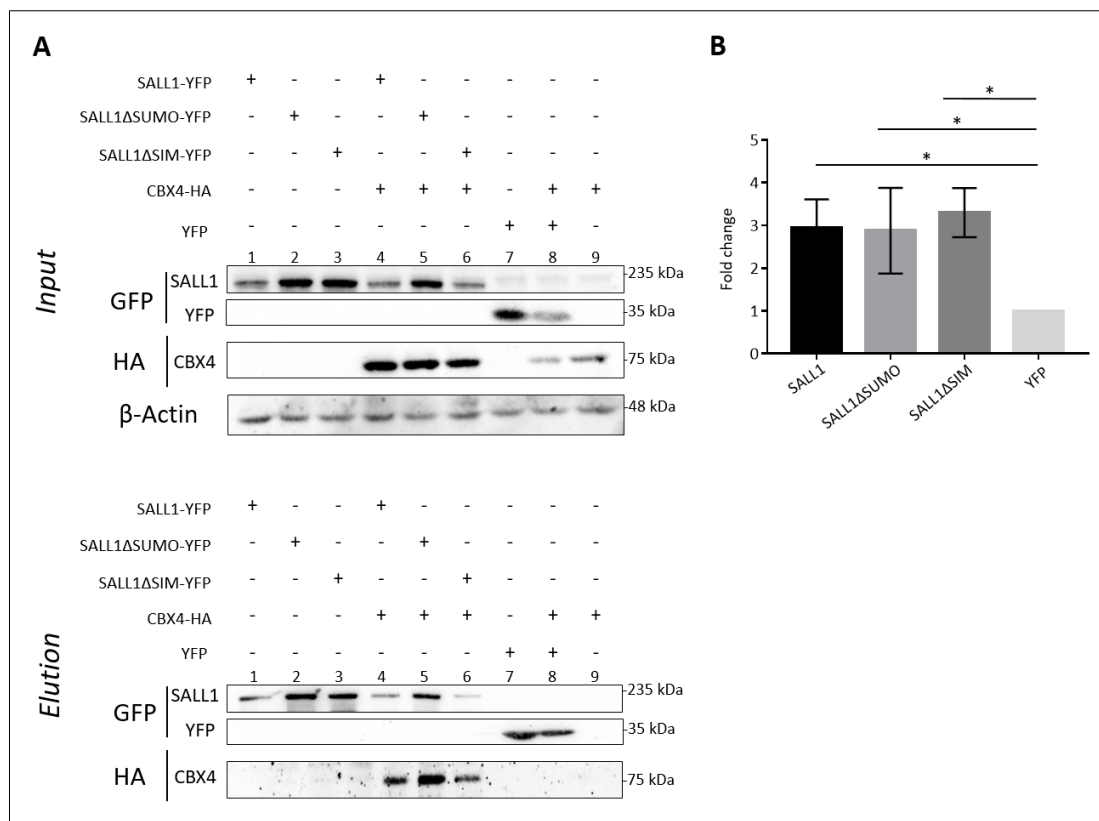 A
SALL1-YFP + - - + - - - - -
SALL1ΔSUMO-YFP - + - - + - - - -
SALL1ΔSIM-YFP - - + - - + - - -
CBX4-HA - - - + + + - + +
YFP - - - - - - + + -
1 2 3 4 5 6 7 8 9
Input
GFP
SALL1 -235 kDa
YFP -35 kDa
HA
CBX4 -75 kDa
β-Actin -48 kDa
SALL1-YFP + - - + - - - - -
SALL1ΔSUMO-YFP - + - - + - - - -
SALL1ΔSIM-YFP - - + - - + - - -
CBX4-HA - - - + + + - + +
YFP - - - - - - + + -
1 2 3 4 5 6 7 8 9
Elution
GFP
SALL1 -235 kDa
YFP -35 kDa
HA
CBX4 -75 kDa
B
*
*
*
Fold change
5
4
3
2
1
0
SALL1
SALL1ΔSUMO
SALL1ΔSIM
YFP